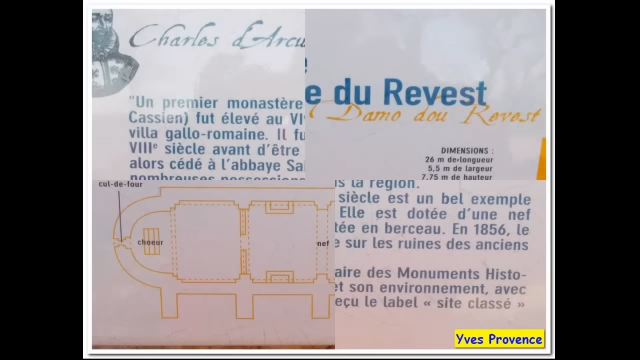 Charles d'Arcu
"Un premier monastère
Cassien) fut élevé au VI
villa gallo-romaine. Il fu
VIIIe siècle avant d'être
alors cédé à l'abbaye Sai
nombreuses possessions
e du Revest
Damo dou Revest
DIMENSIONS :
26 m de longueur
5,5 m de largeur
7,75 m de hauteur
cul-de-four
chœur
nef
la région.
siècle est un bel exemple
Elle est dotée d'une nef
tée en berceau. En 1856, le
e sur les ruines des anciens
aire des Monuments Histo-
et son environnement, avec
eçu le label « site classé »
Yves Provence